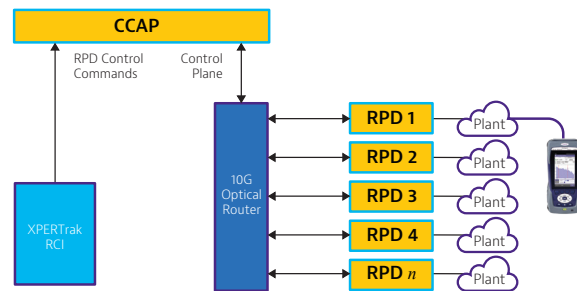 CCAP
RPD Control
Commands
Control
Plane
XPERTrak
RCI
10G
Optical
Router
RPD 1
Plant
RPD 2
Plant
RPD 3
Plant
RPD 4
Plant
RPD n
Plant